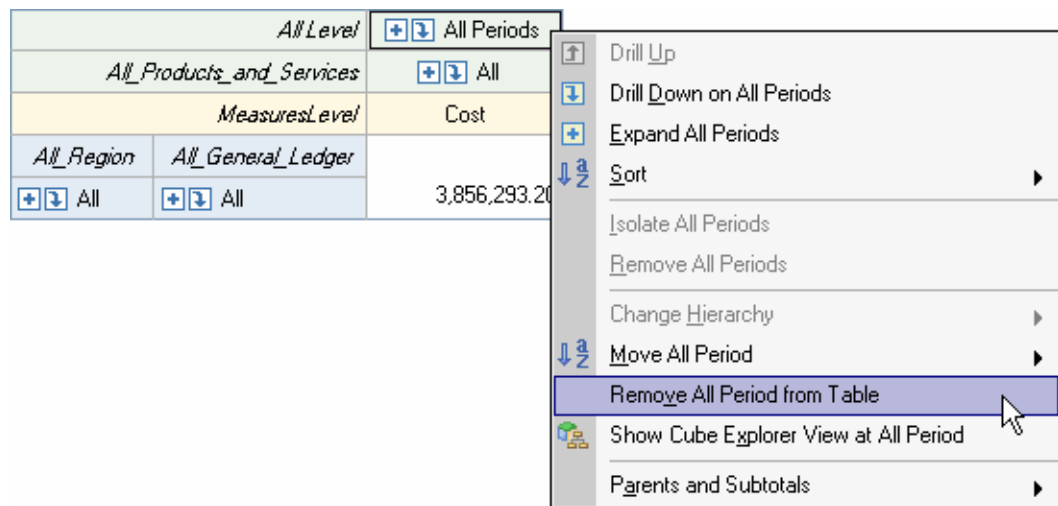 All Level All Periods
All_Products_and_Services All
MeasuresLevel Cost
All_Region All_General_Ledger
All All 3,856,293.20
Drill Up
Drill Down on All Periods
Expand All Periods
Sort
Isolate All Periods
Remove All Periods
Change Hierarchy
Move All Period
Remove All Period from Table
Show Cube Explorer View at All Period
Parents and Subtotals